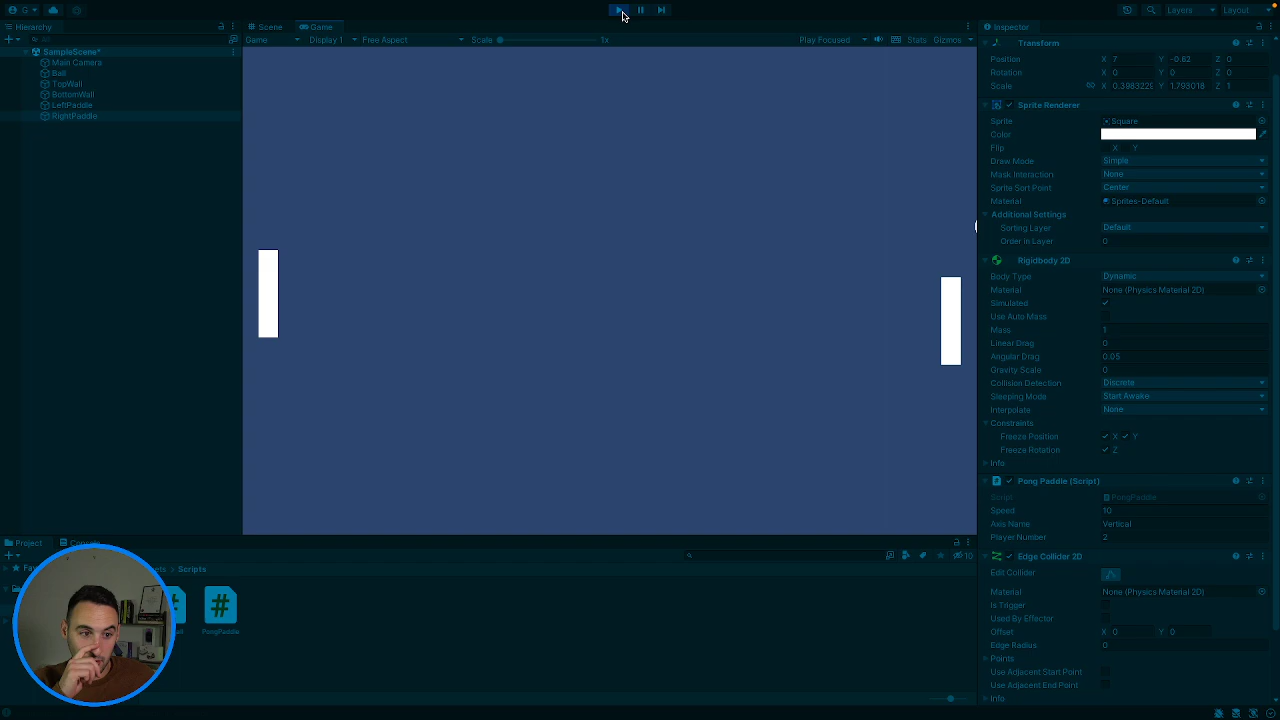 G
Layers
Layout
Hierarchy
Scene
Game
Inspector
Game
Display 1
Free Aspect
Scale
1x
Play Focused
Stats
Gizmos
All
SampleScene*
Main Camera
Ball
TopWall
BottomWall
LeftPaddle
RightPaddle
Transform
Position X 7 Y -0.62 Z 0
Rotation X 0 Y 0 Z 0
Scale X 0.3983229 Y 1.793018 Z 1
Sprite Renderer
Sprite Square
Color
Flip X Y
Draw Mode Simple
Mask Interaction None
Sprite Sort Point Center
Material Sprites-Default
Additional Settings
Sorting Layer Default
Order in Layer 0
Rigidbody 2D
Body Type Dynamic
Material None (Physics Material 2D)
Simulated
Use Auto Mass
Mass 1
Linear Drag 0
Angular Drag 0.05
Gravity Scale 0
Collision Detection Discrete
Sleeping Mode Start Awake
Interpolate None
Constraints
Freeze Position X Y
Freeze Rotation Z
Info
Pong Paddle (Script)
Script PongPaddle
Speed 10
Axis Name Vertical
Player Number 2
Edge Collider 2D
Edit Collider
Material None (Physics Material 2D)
Is Trigger
Used By Effector
Offset X 0 Y 0
Edge Radius 0
Points
Use Adjacent Start Point
Use Adjacent End Point
Info
Project
10
Scripts
PongPaddle